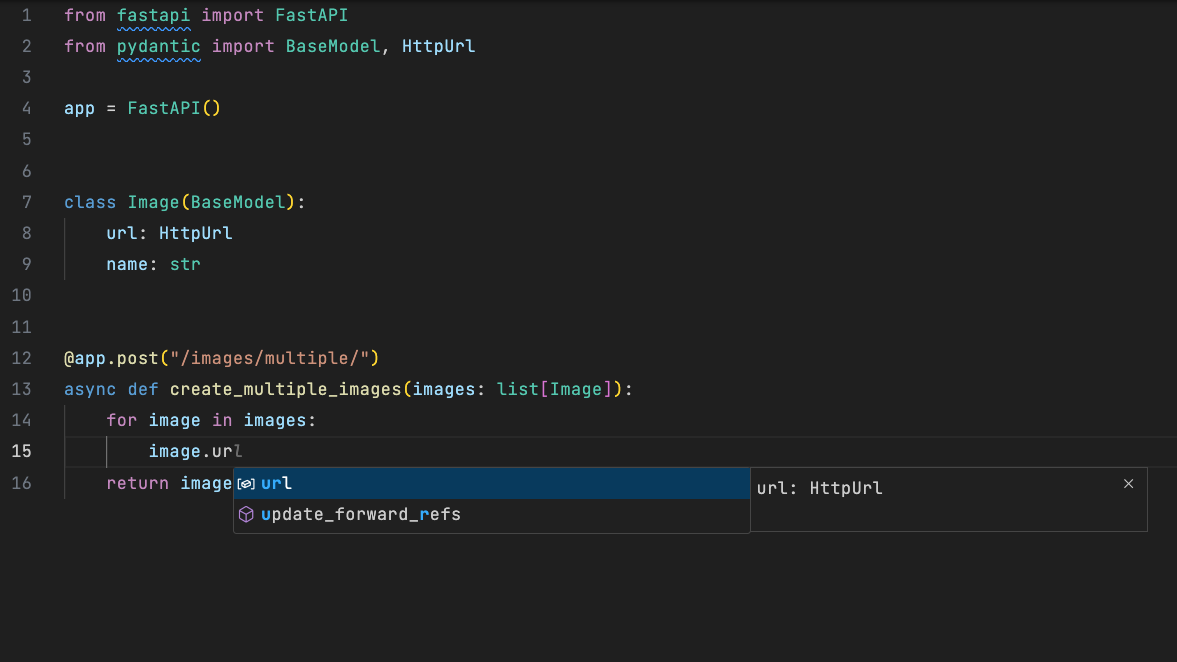 1 from fastapi import FastAPI
2 from pydantic import BaseModel, HttpUrl
3
4 app = FastAPI()
5
6
7 class Image(BaseModel):
8     url: HttpUrl
9     name: str
10
11
12 @app.post("/images/multiple/")
13 async def create_multiple_images(images: list[Image]):
14     for image in images:
15         image.url
16     return image
url
update_forward_refs
url: HttpUrl